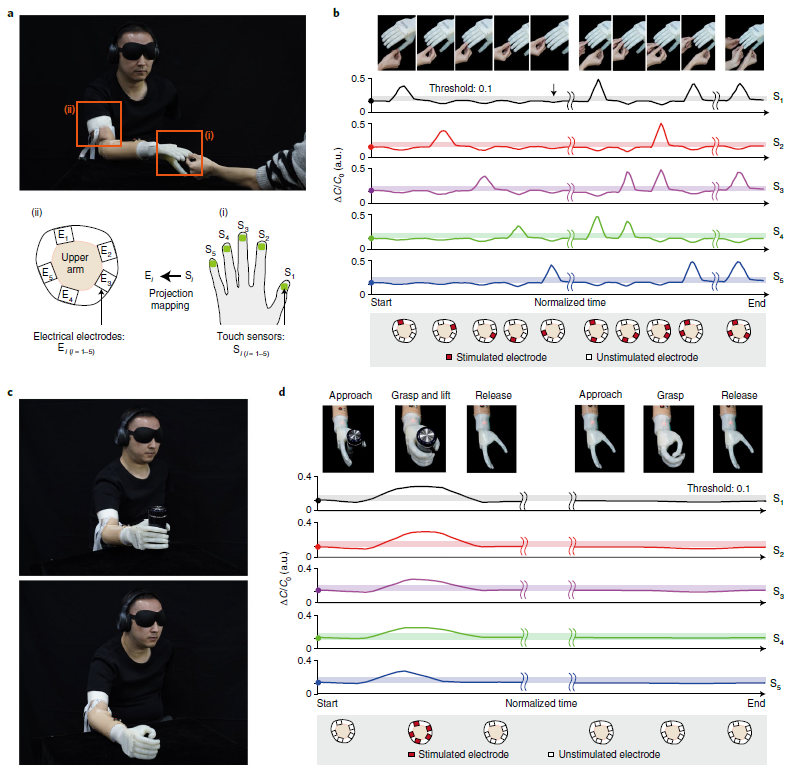 a
(ii)
(i)
(ii)
(i)
E1
E2
E3
E4
E5
Upper
arm
Ei ← Si
Projection
mapping
S5
S4
S3
S2
S1
Electrical electrodes:
Ei (i = 1–5)
Touch sensors:
Si (i = 1–5)
b
0.5
Threshold: 0.1
0
S1
0.5
0
S2
ΔC/C0 (a.u.)
0.5
0
S3
0.5
0
S4
0.5
0
S5
Start
Normalized time
End
Stimulated electrode
Unstimulated electrode
c
d
Approach
Grasp and lift
Release
Approach
Grasp
Release
0.4
Threshold: 0.1
0
S1
0.4
0
S2
ΔC/C0 (a.u.)
0.4
0
S3
0.4
0
S4
0.4
0
S5
Start
Normalized time
End
Stimulated electrode
Unstimulated electrode